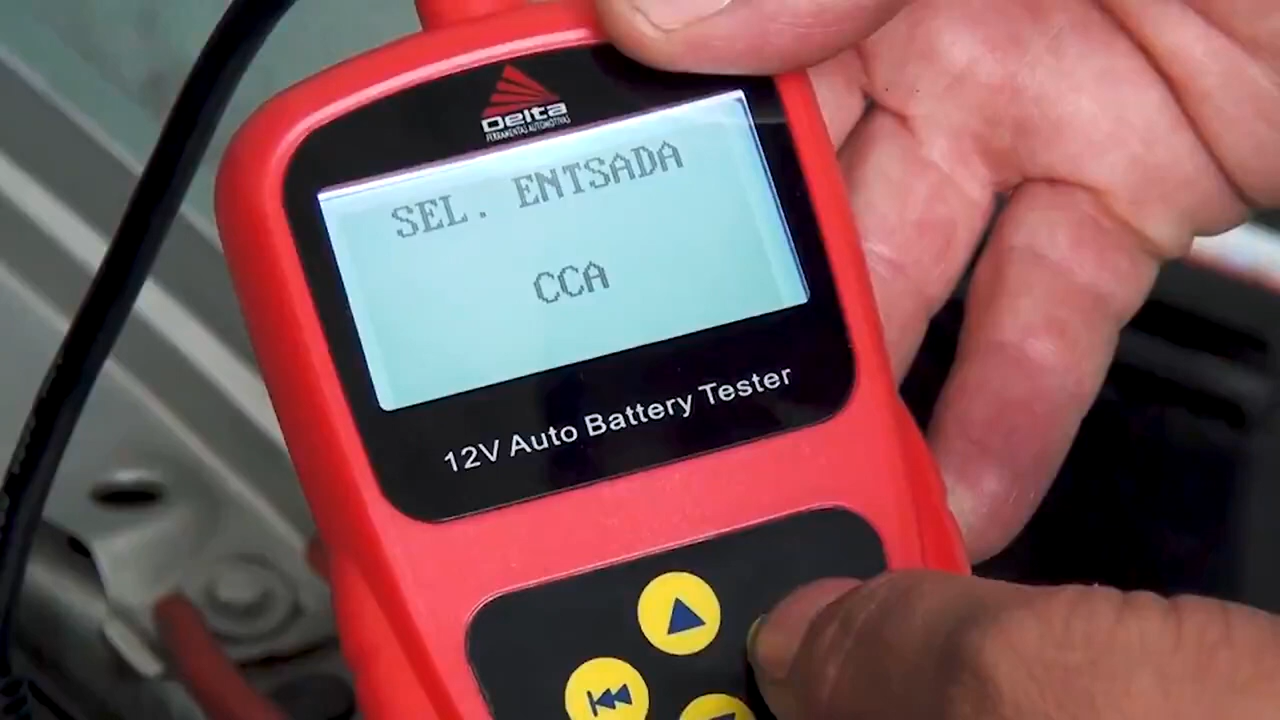 Delta
FERRAMENTAS AUTOMOTIVAS
SEL. ENTSADA
CCA
12V Auto Battery Tester